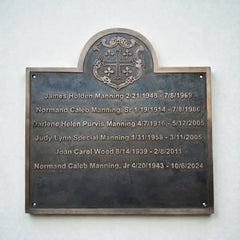 James Holden Manning 2/21/1948 - 7/8/1969
Norman Caleb Manning, Sr 1/19/1914 - 7/8/1986
Darlene Helen Purvis Manning 4/7/1916 - 5/17/2005
Judy Lynn Special Manning 1/31/1956 - 3/11/2005
Joan Carol Wood 8/14/1939 - 2/8/2011
Normand Caleb Manning, Jr 4/20/1943 - 10/6/2024